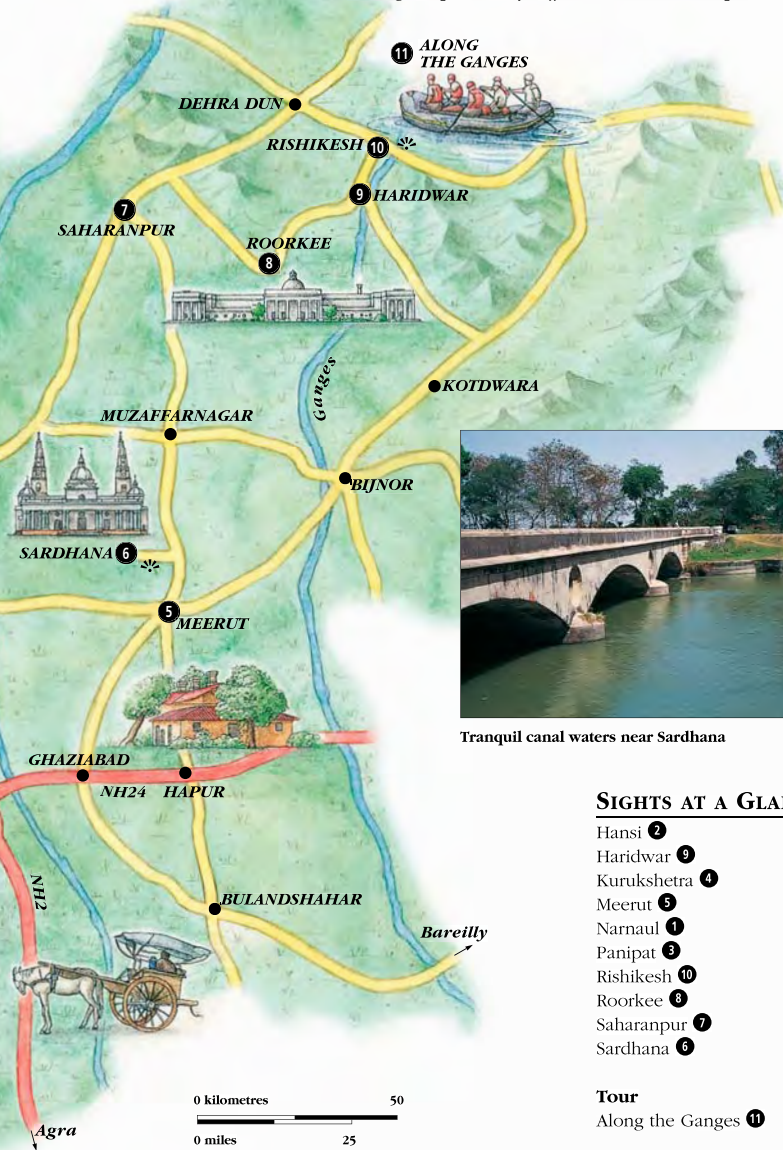 11 ALONG
THE GANGES
DEHRA DUN
RISHIKESH 10
9 HARIDWAR
7
SAHARANPUR
ROORKEE
8
Ganges
KOTDWARA
MUZAFFARNAGAR
BIJNOR
SARDHANA 6
5
MEERUT
Tranquil canal waters near Sardhana
GHAZIABAD
NH24 HAPUR
NH2
BULANDSHAHAR
Bareilly
Agra
0 kilometres 50
0 miles 25
SIGHTS AT A
Hansi 2
Haridwar 9
Kurukshetra 4
Meerut 5
Narnaul 1
Panipat 3
Rishikesh 10
Roorkee 8
Saharanpur 7
Sardhana 6
Tour
Along the Ganges 11